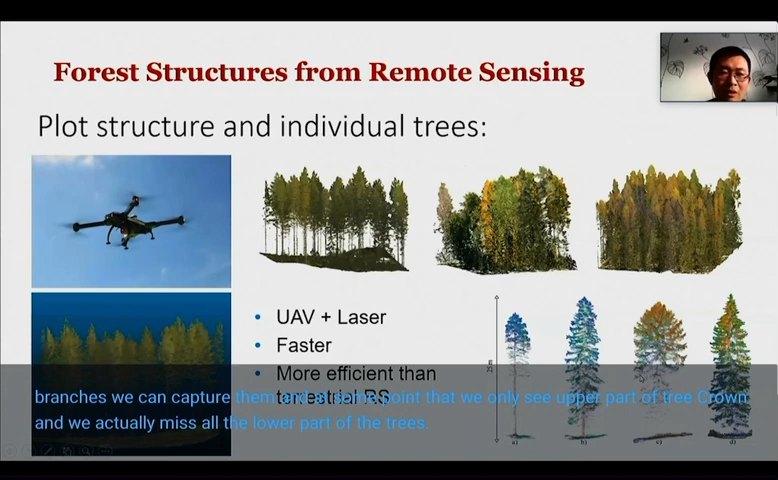 Forest Structures from Remote Sensing
Plot structure and individual trees:
• UAV + Laser
• Faster
• More efficient than
terrestrial RS
branches we can capture them and at some point that we only see upper part of tree Crown
and we actually miss all the lower part of the trees.
a) b) c) d)